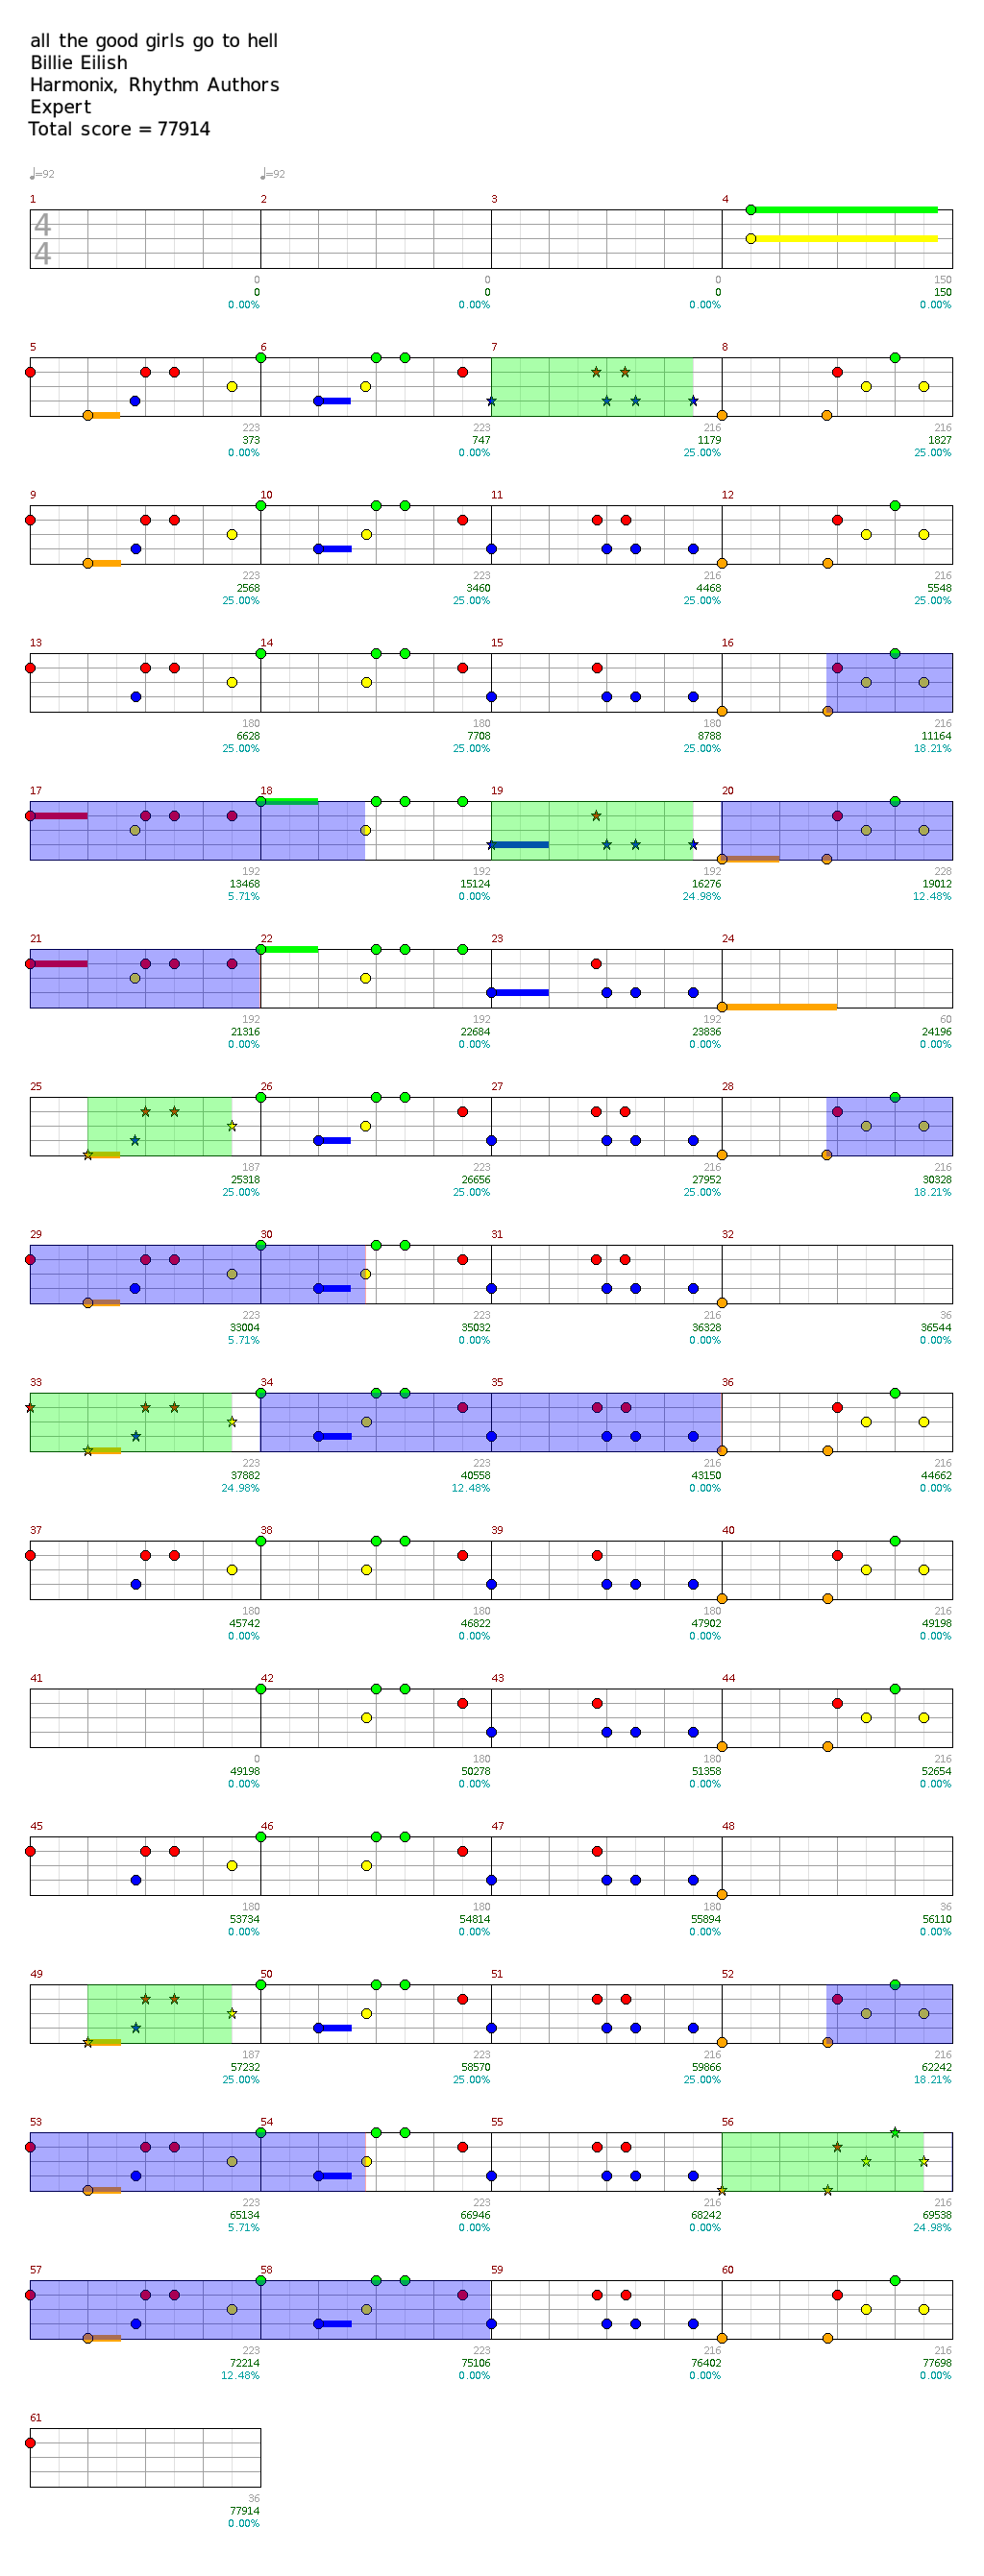 all the good girls go to hell
Billie Eilish
Harmonix, Rhythm Authors
Expert
Total score = 77914
♩=92 ♩=92
1 2 3 4
4
4
0 0 0 150
0 0 0 150
0.00% 0.00% 0.00% 0.00%
5 6 7 8
223 223 216 216
373 747 1179 1827
0.00% 0.00% 25.00% 25.00%
9 10 11 12
223 223 216 216
2568 3460 4468 5548
25.00% 25.00% 25.00% 25.00%
13 14 15 16
180 180 180 216
6628 7708 8788 11164
25.00% 25.00% 25.00% 18.21%
17 18 19 20
192 192 192 228
13468 15124 16276 19012
5.71% 0.00% 24.98% 12.48%
21 22 23 24
192 192 192 60
21316 22684 23836 24196
0.00% 0.00% 0.00% 0.00%
25 26 27 28
187 223 216 216
25318 26656 27952 30328
25.00% 25.00% 25.00% 18.21%
29 30 31 32
223 223 216 36
33004 35032 36328 36544
5.71% 0.00% 0.00% 0.00%
33 34 35 36
223 223 216 216
37882 40558 43150 44662
24.98% 12.48% 0.00% 0.00%
37 38 39 40
180 180 180 216
45742 46822 47902 49198
0.00% 0.00% 0.00% 0.00%
41 42 43 44
0 180 180 216
49198 50278 51358 52654
0.00% 0.00% 0.00% 0.00%
45 46 47 48
180 180 180 36
53734 54814 55894 56110
0.00% 0.00% 0.00% 0.00%
49 50 51 52
187 223 216 216
57232 58570 59866 62242
25.00% 25.00% 25.00% 18.21%
53 54 55 56
223 223 216 216
65134 66946 68242 69538
5.71% 0.00% 0.00% 24.98%
57 58 59 60
223 223 216 216
72214 75106 76402 77698
12.48% 0.00% 0.00% 0.00%
61
36
77914
0.00%